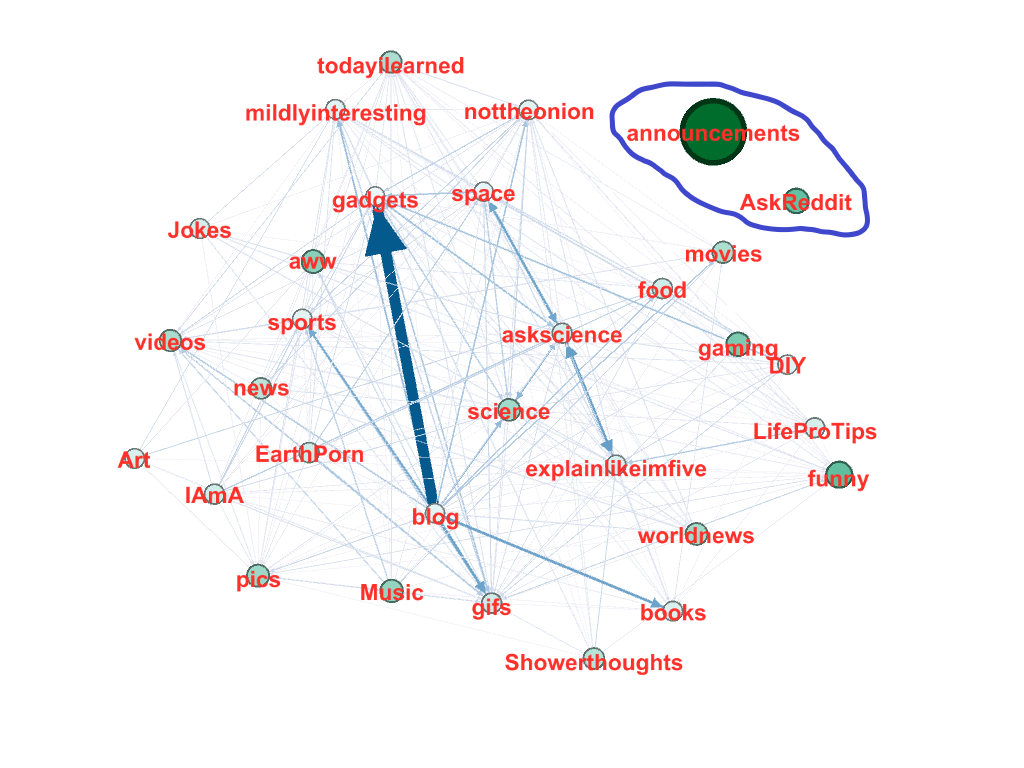 todayilearned
mildlyinteresting
nottheonion
announcements
gadgets
space
AskReddit
Jokes
aww
movies
food
sports
askscience
videos
gaming
DIY
news
science
LifeProTips
EarthPorn
Art
explainlikeimfive
funny
IAmA
blog
worldnews
pics
Music
gifs
books
Showerthoughts